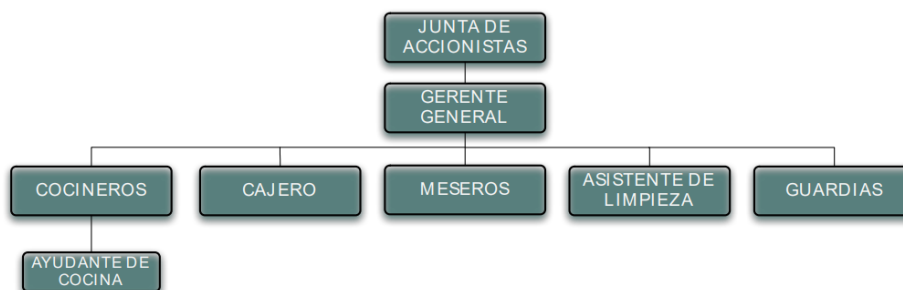 JUNTA DE
ACCIONISTAS
GERENTE
GENERAL
COCINEROS
CAJERO
MESEROS
ASISTENTE DE
LIMPIEZA
GUARDIAS
AYUDANTE DE
COCINA